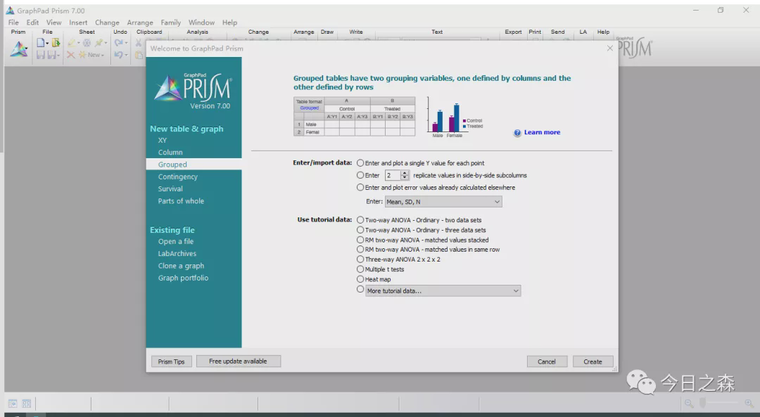 GraphPad Prism 7.00
File Edit View Insert Change Arrange Family Window Help
Prism File Sheet Undo Clipboard Analysis Change Arrange Draw Write Text Export Print Send LA Help
PRISM
Welcome to GraphPad Prism
GraphPad
PRISM
Version 7.00
New table & graph
XY
Column
Grouped
Contingency
Survival
Parts of whole
Existing file
Open a file
LabArchives
Clone a graph
Graph portfolio
Grouped tables have two grouping variables, one defined by columns and the
other defined by rows
Table format
Grouped
A B
Control Treated
A:Y1 A:Y2 A:Y3 B:Y1 B:Y2 B:Y3
1 Male
2 Femal
Control
Treated
Male Female
Learn more
Enter/import data:
Enter and plot a single Y value for each point
Enter 2 replicate values in side-by-side subcolumns
Enter and plot error values already calculated elsewhere
Enter: Mean, SD, N
Use tutorial data:
Two-way ANOVA - Ordinary - two data sets
Two-way ANOVA - Ordinary - three data sets
RM two-way ANOVA - matched values stacked
RM two-way ANOVA - matched values in same row
Three-way ANOVA 2 x 2 x 2
Multiple t tests
Heat map
More tutorial data...
Prism Tips Free update available Cancel Create
今日之森